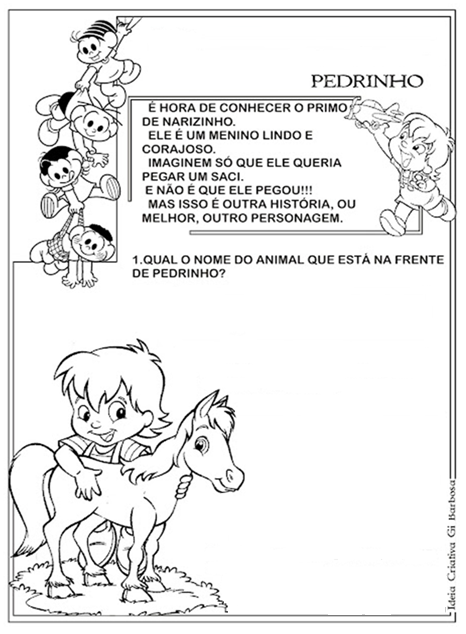 PEDRINHO
É HORA DE CONHECER O PRIMO
DE NARIZINHO.
ELE É UM MENINO LINDO E
CORAJOSO.
IMAGINEM SÓ QUE ELE QUERIA
PEGAR UM SACI.
E NÃO É QUE ELE PEGOU!!!
MAS ISSO É OUTRA HISTÓRIA, OU
MELHOR, OUTRO PERSONAGEM.
1.QUAL O NOME DO ANIMAL QUE ESTÁ NA FRENTE
DE PEDRINHO?
Ideia Criativa Gi Barbosa